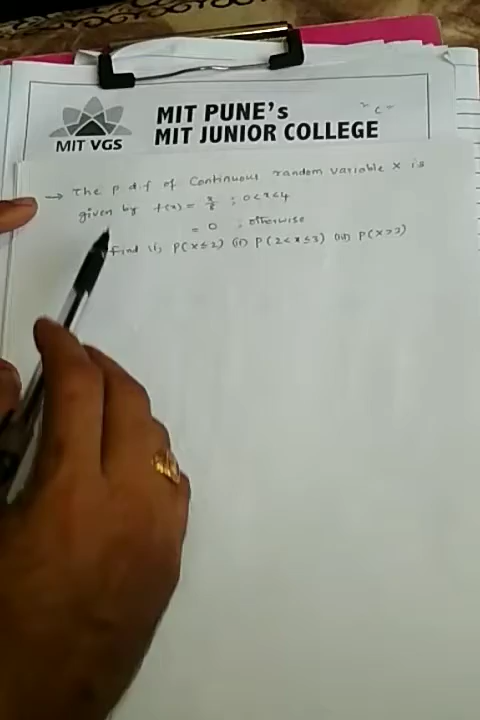 MIT PUNE's
MIT JUNIOR COLLEGE
MIT VGS
→ The p.d.f of Continuous random variable X is
given by f(x) = x/8 ; 0<x<4
= 0 ; otherwise
Find (i) P(x≤2) (ii) P(2<x≤3) (iii) P(x>3)